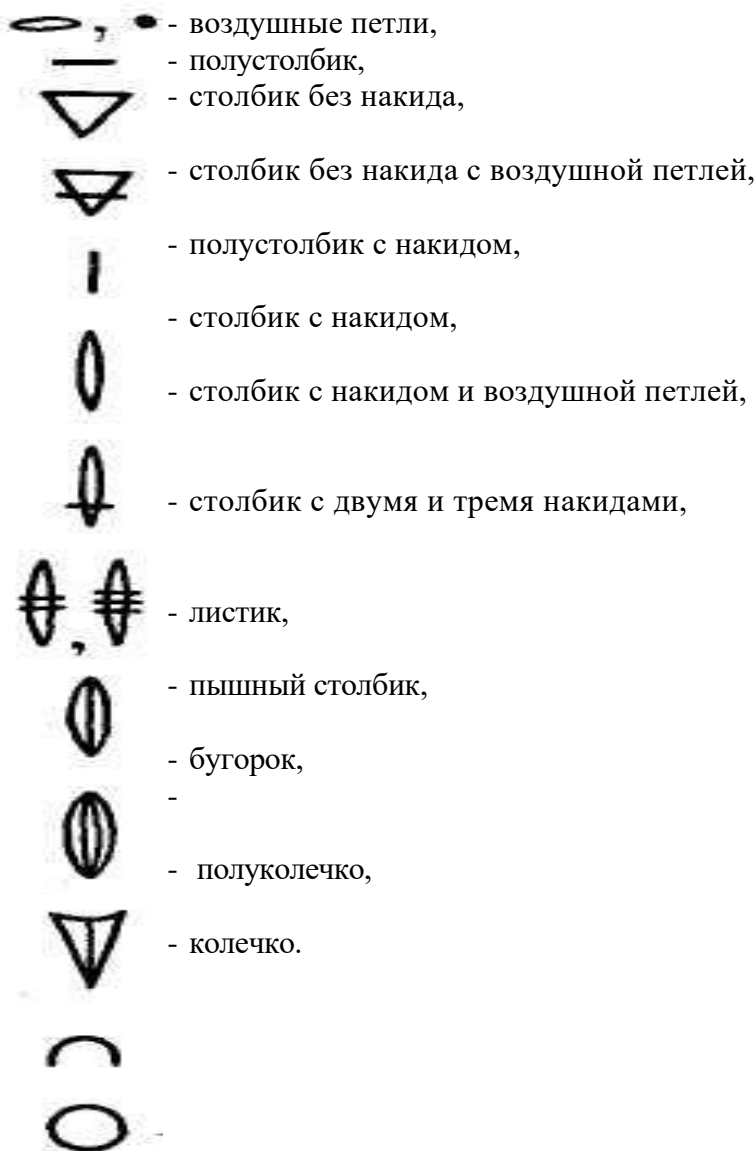 , - воздушные петли,
- полустолбик,
- столбик без накида,
- столбик без накида с воздушной петлей,
- полустолбик с накидом,
- столбик с накидом,
- столбик с накидом и воздушной петлей,
- столбик с двумя и тремя накидами,
, - листик,
- пышный столбик,
- бугорок,
-
- полуколечко,
- колечко.